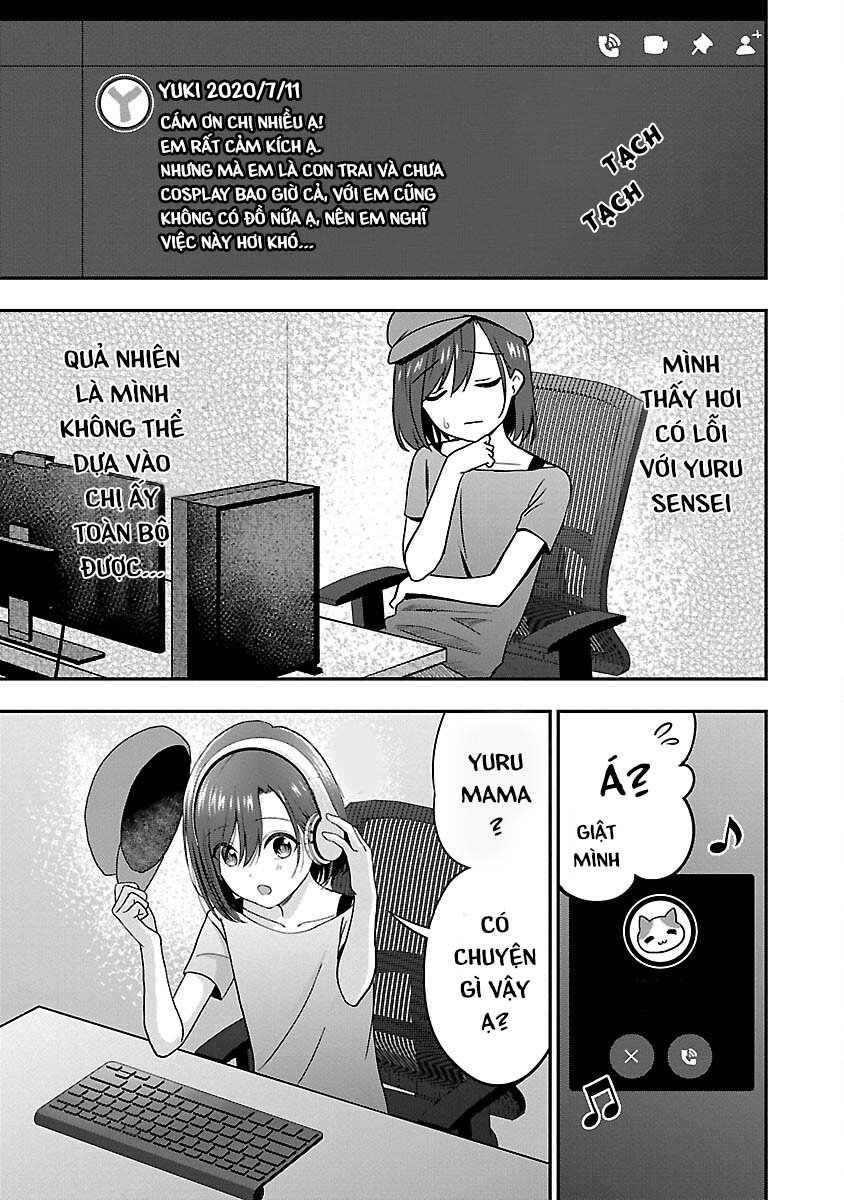 YUKI 2020/7/11
CÁM ƠN CHỊ NHIỀU Ạ!
EM RẤT CẢM KÍCH Ạ.
NHƯNG MÀ EM LÀ CON TRAI VÀ CHƯA
COSPLAY BAO GIỜ CẢ, VỚI EM CŨNG
KHÔNG CÓ ĐỒ NỮA Ạ, NÊN EM NGHĨ
VIỆC NÀY HƠI KHÓ...
TẠCH
TẠCH
MÌNH
THẤY HƠI
CÓ LỖI
VỚI YURU
SENSEI
QUẢ NHIÊN
LÀ MÌNH
KHÔNG THỂ
DỰA VÀO
CHỊ ẤY
TOÀN BỘ
ĐƯỢC...
Á?
GIẬT
MÌNH
YURU
MAMA
?
CÓ
CHUYỆN
GÌ VẬY
Ạ?